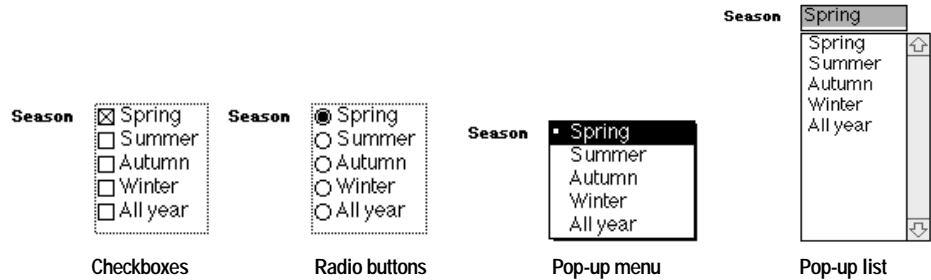 Season
Spring
Summer
Autumn
Winter
All year
Checkboxes
Season
Spring
Summer
Autumn
Winter
All year
Radio buttons
Season
Spring
Summer
Autumn
Winter
All year
Pop-up menu
Season
Spring
Spring
Summer
Autumn
Winter
All year
Pop-up list